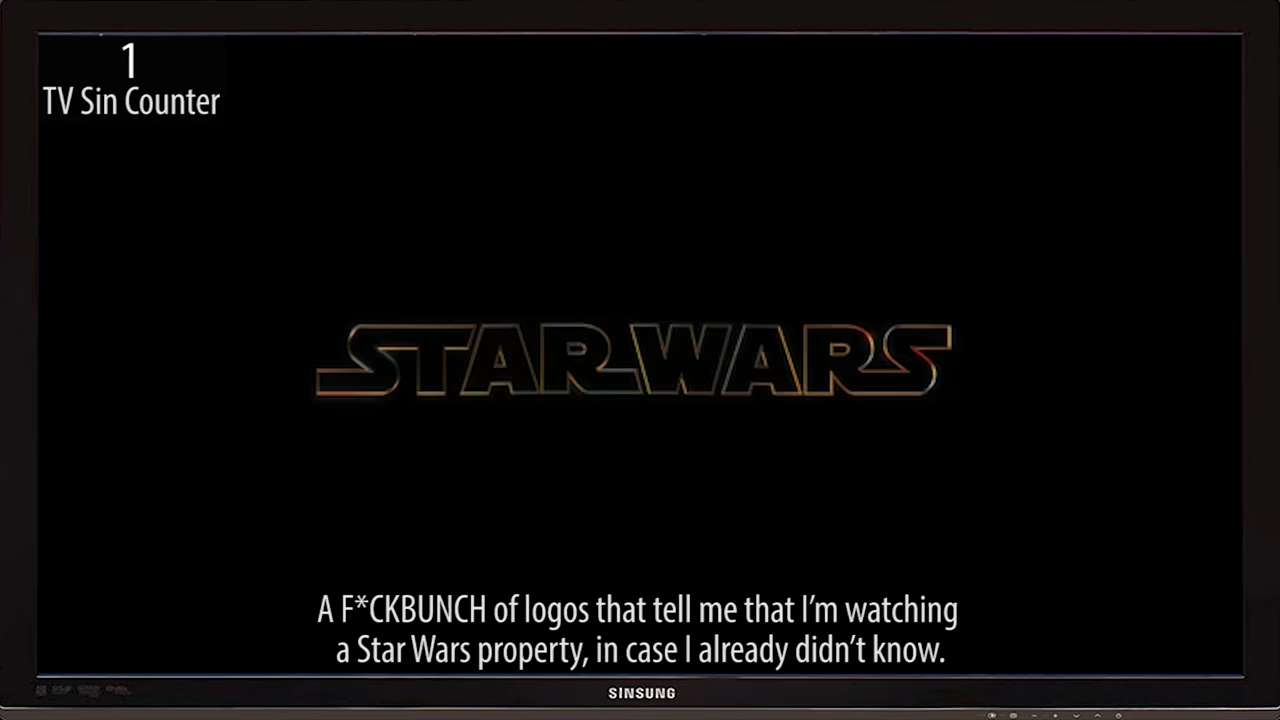 1
TV Sin Counter
STAR WARS
A F*CKBUNCH of logos that tell me that I'm watching
a Star Wars property, in case I already didn't know.
SINSUNG